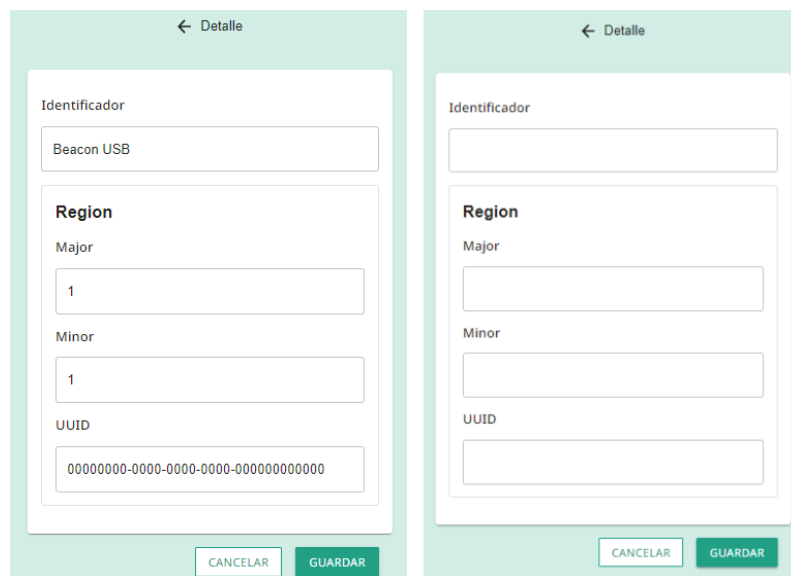 ← Detalle
Identificador
Beacon USB
Region
Major
1
Minor
1
UUID
00000000-0000-0000-0000-000000000000
CANCELAR
GUARDAR
← Detalle
Identificador
Region
Major
Minor
UUID
CANCELAR
GUARDAR